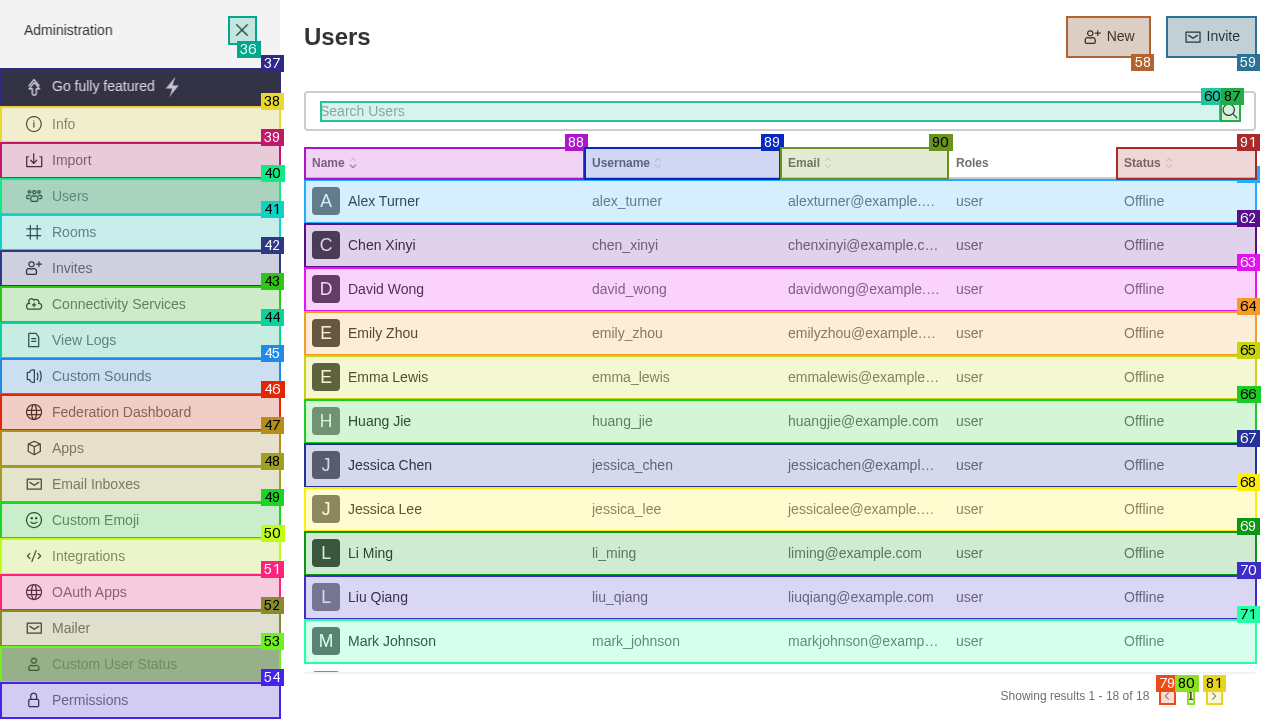 Administration
36
37
Go fully featured
38
Info
39
Import
40
Users
41
Rooms
42
Invites
43
Connectivity Services
44
View Logs
45
Custom Sounds
46
Federation Dashboard
47
Apps
48
Email Inboxes
49
Custom Emoji
50
Integrations
51
OAuth Apps
52
Mailer
53
Custom User Status
54
Permissions
Users
New
58
Invite
59
Search Users
60 87
88 89 90 91
Name Username Email Roles Status
A Alex Turner alex_turner alexturner@example.… user Offline
62
C Chen Xinyi chen_xinyi chenxinyi@example.c… user Offline
63
D David Wong david_wong davidwong@example.… user Offline
64
E Emily Zhou emily_zhou emilyzhou@example.… user Offline
65
E Emma Lewis emma_lewis emmalewis@example… user Offline
66
H Huang Jie huang_jie huangjie@example.com user Offline
67
J Jessica Chen jessica_chen jessicachen@exampl… user Offline
68
J Jessica Lee jessica_lee jessicalee@example.… user Offline
69
L Li Ming li_ming liming@example.com user Offline
70
L Liu Qiang liu_qiang liuqiang@example.com user Offline
71
M Mark Johnson mark_johnson markjohnson@examp… user Offline
79 80 81
Showing results 1 - 18 of 18 1